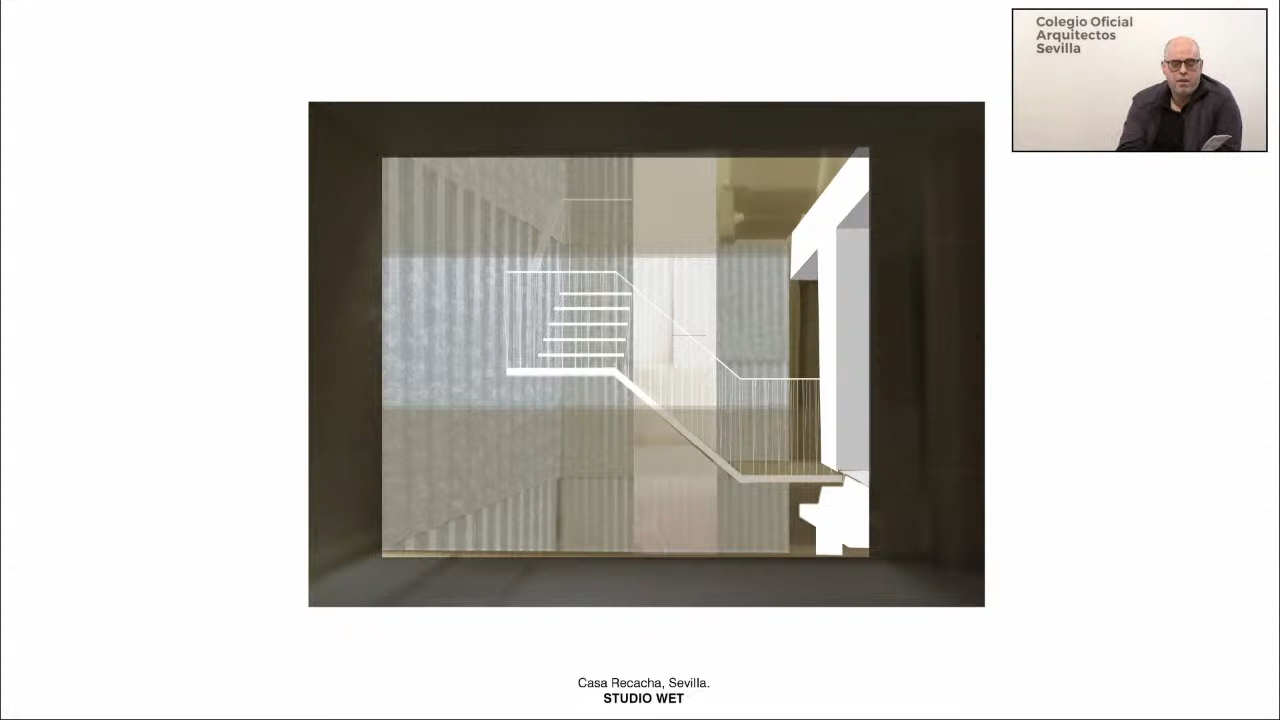 Colegio Oficial
Arquitectos
Sevilla
Casa Recacha, Sevilla.
STUDIO WET